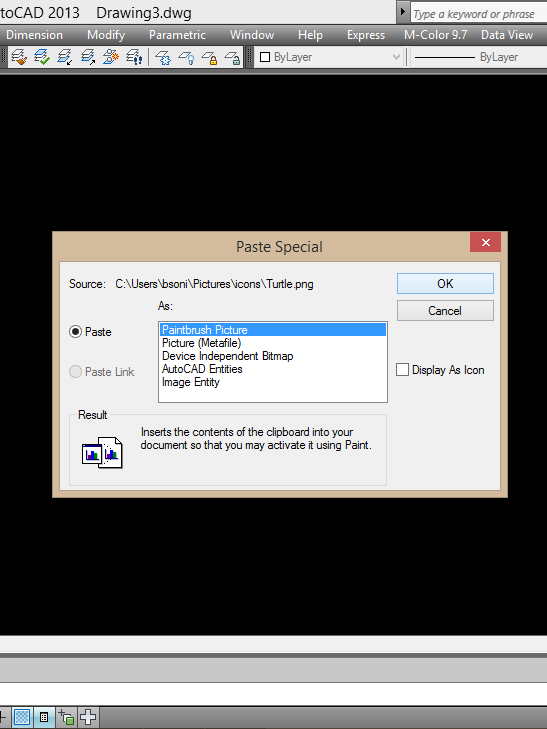 toCAD 2013 Drawing3.dwg
Type a keyword or phrase
Dimension Modify Parametric Window Help Express M-Color 9.7 Data View
ByLayer ByLayer
Paste Special
Source: C:\Users\bsoni\Pictures\icons\Turtle.png
OK
As:
Cancel
Paste
Paintbrush Picture
Picture (Metafile)
Device Independent Bitmap
AutoCAD Entities
Image Entity
Paste Link
Display As Icon
Result
Inserts the contents of the clipboard into your
document so that you may activate it using Paint.